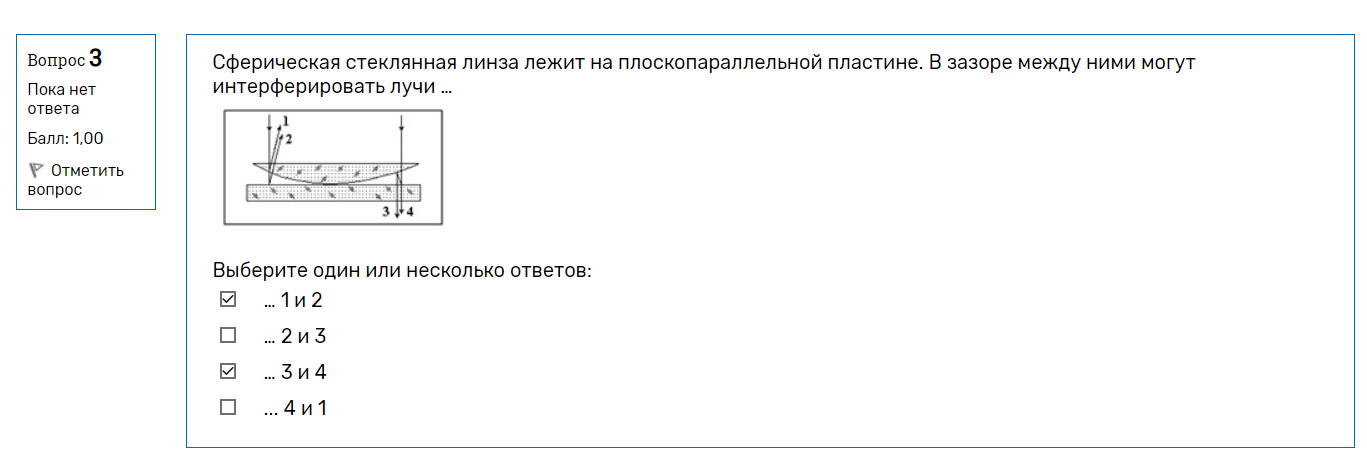 Вопрос 3
Пока нет
ответа
Балл: 1,00
Отметить
вопрос
Сферическая стеклянная линза лежит на плоскопараллельной пластине. В зазоре между ними могут
интерферировать лучи ...
1
2
3 4
Выберите один или несколько ответов:
... 1 и 2
... 2 и 3
... 3 и 4
... 4 и 1